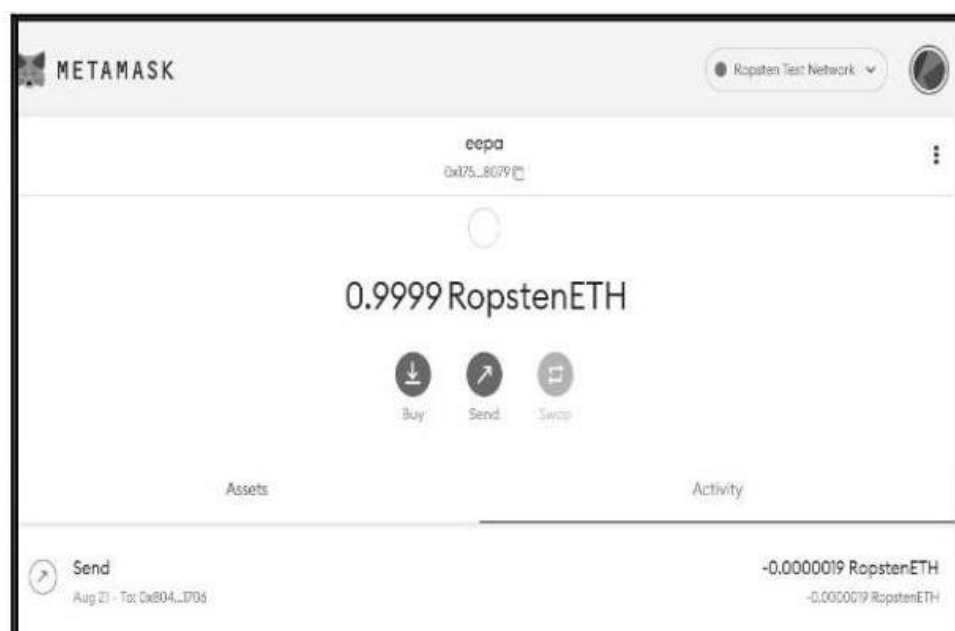 METAMASK
Ropsten Test Network
eepa
0x175...8079
0.9999 RopstenETH
Buy
Send
Swap
Assets
Activity
Send
-0.0000019 RopstenETH
Aug 21 - To: 0x804...1706
-0.0000019 RopstenETH